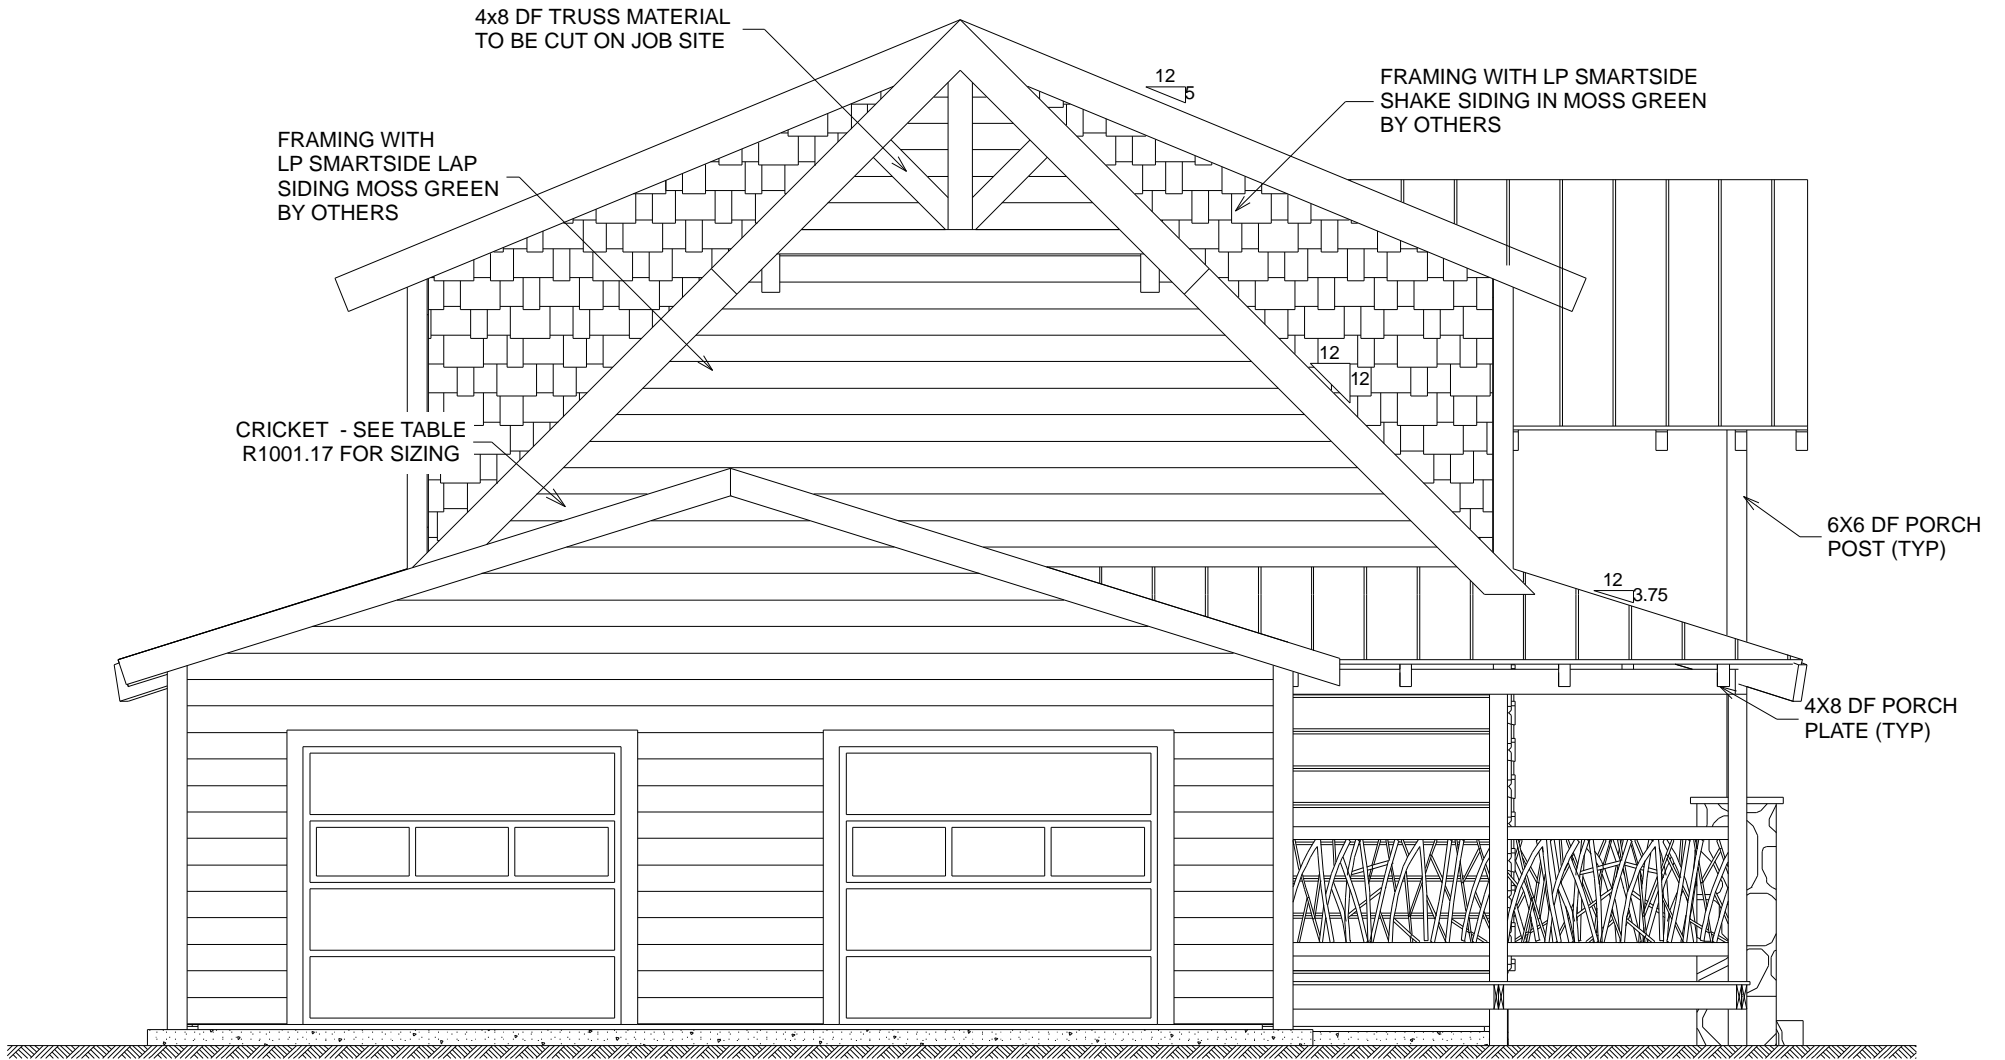 4x8 DF TRUSS MATERIAL
TO BE CUT ON JOB SITE
12
5
FRAMING WITH LP SMARTSIDE
SHAKE SIDING IN MOSS GREEN
BY OTHERS
FRAMING WITH
LP SMARTSIDE LAP
SIDING MOSS GREEN
BY OTHERS
12
12
CRICKET - SEE TABLE
R1001.17 FOR SIZING
6X6 DF PORCH
POST (TYP)
12
3.75
4X8 DF PORCH
PLATE (TYP)